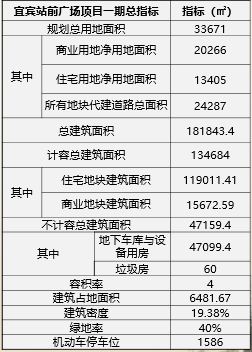 宜宾站前广场项目一期总指标 指标（㎡）
规划总用地面积 33671
其中 商业用地净用地面积 20266
住宅用地净用地面积 13405
所有地块代建道路总面积 24287
总建筑面积 181843.4
计容总建筑面积 134684
其中 住宅地块建筑面积 119011.41
商业地块建筑面积 15672.59
不计容总建筑面积 47159.4
其中 地下车库与设
备用房 47099.4
垃圾房 60
容积率 4
建筑占地面积 6481.67
建筑密度 19.38%
绿地率 40%
机动车停车位 1586